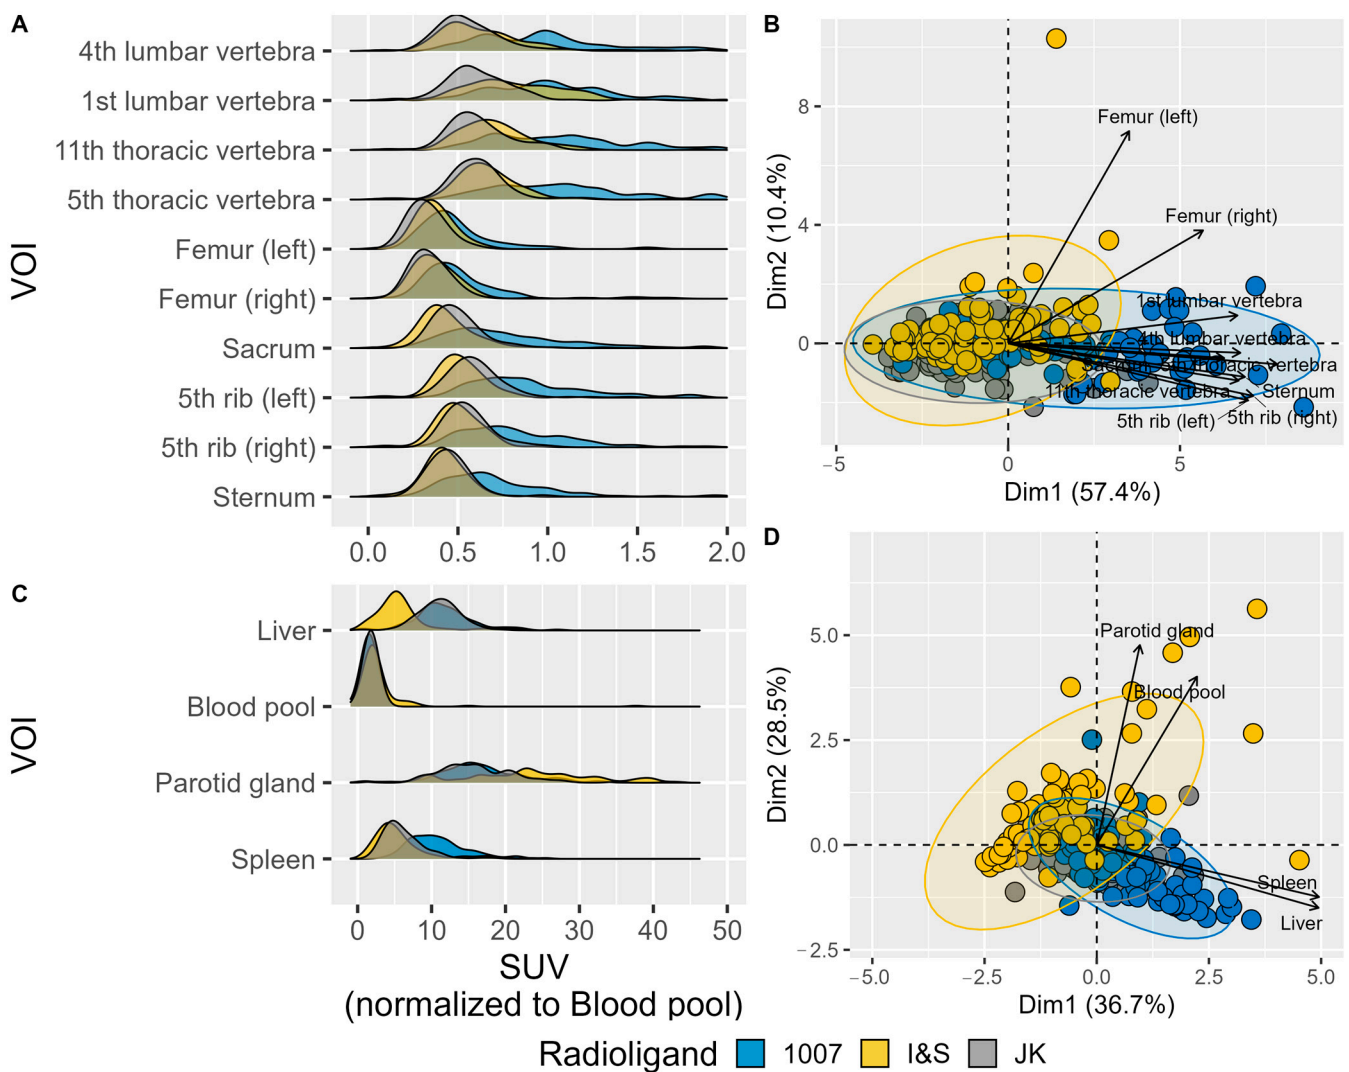 A
VOI
4th lumbar vertebra
1st lumbar vertebra
11th thoracic vertebra
5th thoracic vertebra
Femur (left)
Femur (right)
Sacrum
5th rib (left)
5th rib (right)
Sternum
0.0 0.5 1.0 1.5 2.0
B
Dim2 (10.4%)
8
4
0
Femur (left)
Femur (right)
1st lumbar vertebra
4th lumbar vertebra
Sacrum 5th thoracic vertebra
11th thoracic vertebra Sternum
5th rib (left) 5th rib (right)
−5 0 5
Dim1 (57.4%)
C
VOI
Liver
Blood pool
Parotid gland
Spleen
0 10 20 30 40 50
SUV
(normalized to Blood pool)
D
Dim2 (28.5%)
5.0
2.5
0.0
−2.5
Parotid gland
Blood pool
Spleen
Liver
−5.0 −2.5 0.0 2.5 5.0
Dim1 (36.7%)
Radioligand 1007 I&S JK